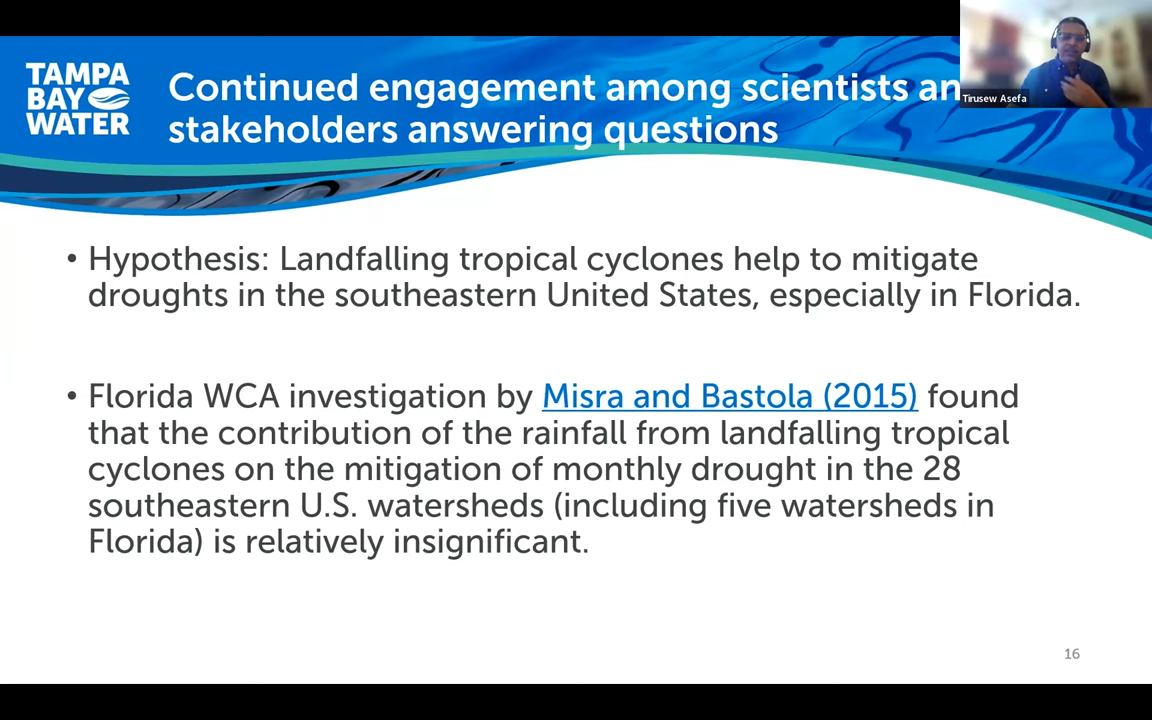 TAMPA
BAY
WATER
Continued engagement among scientists an
stakeholders answering questions
Tirusew Asefa
• Hypothesis: Landfalling tropical cyclones help to mitigate
droughts in the southeastern United States, especially in Florida.
• Florida WCA investigation by Misra and Bastola (2015) found
that the contribution of the rainfall from landfalling tropical
cyclones on the mitigation of monthly drought in the 28
southeastern U.S. watersheds (including five watersheds in
Florida) is relatively insignificant.
16